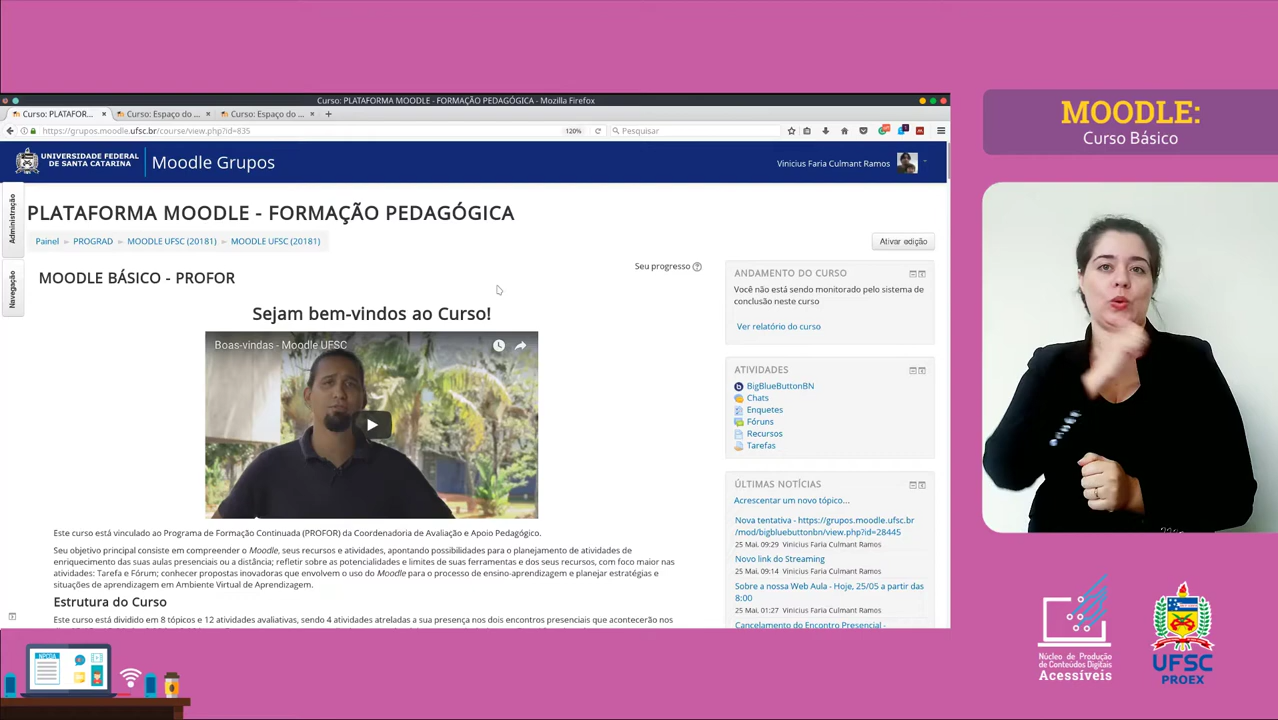 Curso: PLATAFORMA MOODLE - FORMAÇÃO PEDAGÓGICA - Mozilla Firefox
Curso: PLATAFOR...
Curso: Espaço do ...
Curso: Espaço do ...
https://grupos.moodle.ufsc.br/course/view.php?id=835
120%
Pesquisar
UNIVERSIDADE FEDERAL
DE SANTA CATARINA
Moodle Grupos
Vinicius Faria Culmant Ramos
Administração
Navegação
PLATAFORMA MOODLE - FORMAÇÃO PEDAGÓGICA
Painel PROGRAD MOODLE UFSC (20181) MOODLE UFSC (20181)
Ativar edição
Seu progresso
MOODLE BÁSICO - PROFOR
Sejam bem-vindos ao Curso!
Boas-vindas - Moodle UFSC
Este curso está vinculado ao Programa de Formação Continuada (PROFOR) da Coordenadoria de Avaliação e Apoio Pedagógico.
Seu objetivo principal consiste em compreender o Moodle, seus recursos e atividades, apontando possibilidades para o planejamento de atividades de
enriquecimento das suas aulas presenciais ou a distância; refletir sobre as potencialidades e limites de suas ferramentas e dos seus recursos, com foco maior nas
atividades: Tarefa e Fórum; conhecer propostas inovadoras que envolvem o uso do Moodle para o processo de ensino-aprendizagem e planejar estratégias e
situações de aprendizagem em Ambiente Virtual de Aprendizagem.
Estrutura do Curso
Este curso está dividido em 8 tópicos e 12 atividades avaliativas, sendo 4 atividades atreladas a sua presença nos dois encontros presenciais que acontecerão nos
ANDAMENTO DO CURSO
Você não está sendo monitorado pelo sistema de
conclusão neste curso
Ver relatório do curso
ATIVIDADES
BigBlueButtonBN
Chats
Enquetes
Fóruns
Recursos
Tarefas
ÚLTIMAS NOTÍCIAS
Acrescentar um novo tópico...
Nova tentativa - https://grupos.moodle.ufsc.br
/mod/bigbluebuttonbn/view.php?id=28445
25 Mai, 09:29 Vinicius Faria Culmant Ramos
Novo link do Streaming
25 Mai, 09:14 Vinicius Faria Culmant Ramos
Sobre a nossa Web Aula - Hoje, 25/05 a partir das
8:00
25 Mai, 01:27 Vinicius Faria Culmant Ramos
Cancelamento do Encontro Presencial -
MOODLE:
Curso Básico
Núcleo de Produção
de Conteúdos Digitais
Acessíveis
UFSC
PROEX
NPCDA